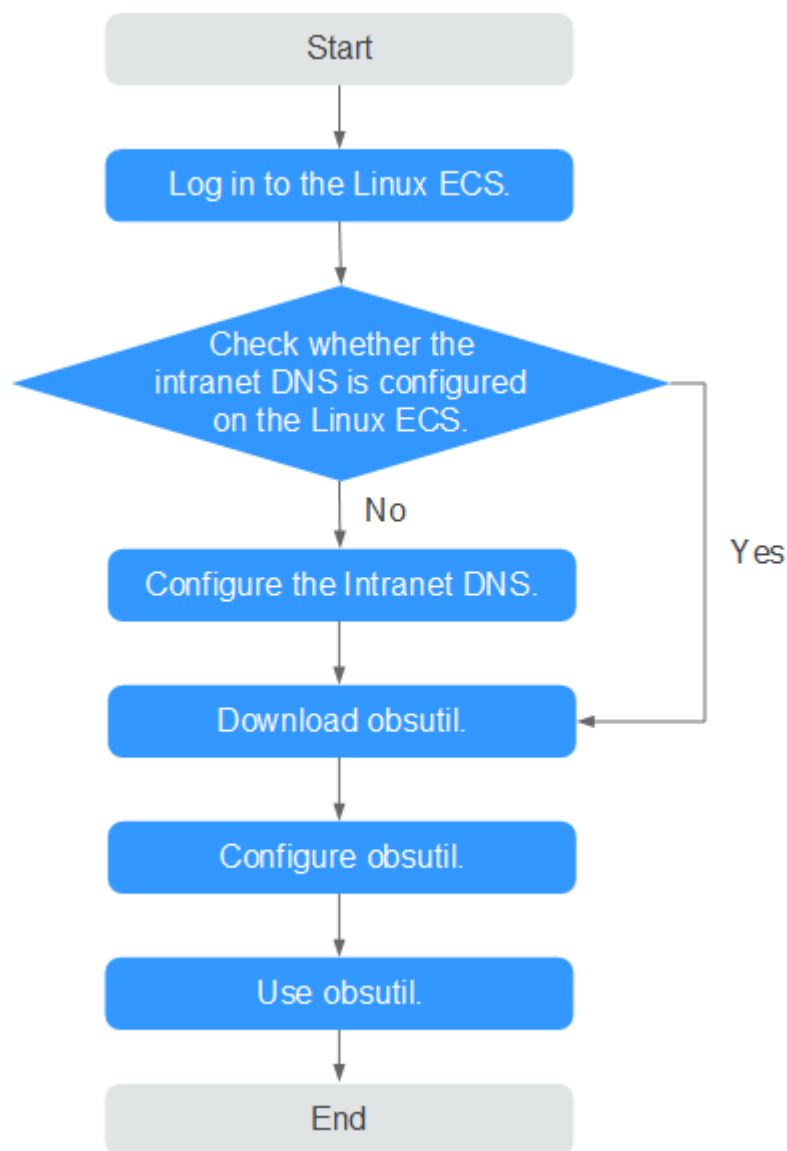 Start
Log in to the Linux ECS.
Check whether the
intranet DNS is configured
on the Linux ECS.
No
Yes
Configure the Intranet DNS.
Download obsutil.
Configure obsutil.
Use obsutil.
End